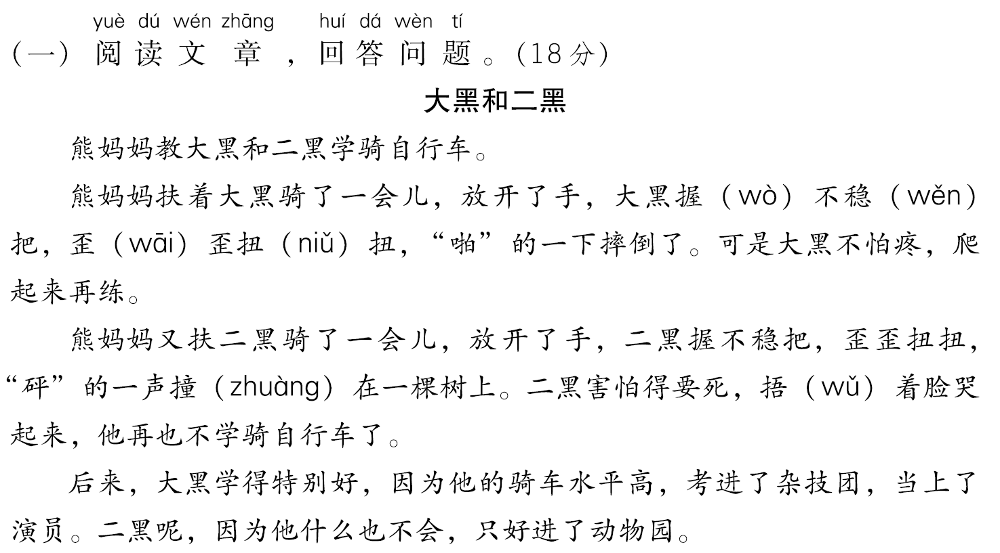 yuè dú wén zhāng huí dá wèn tí
（一）阅读文章，回答问题。（18分）
大黑和二黑
熊妈妈教大黑和二黑学骑自行车。
熊妈妈扶着大黑骑了一会儿，放开了手，大黑握（wò）不稳（wěn）
把，歪（wāi）歪扭（niǔ）扭，“啪”的一下摔倒了。可是大黑不怕疼，爬
起来再练。
熊妈妈又扶二黑骑了一会儿，放开了手，二黑握不稳把，歪歪扭扭，
“砰”的一声撞（zhuàng）在一棵树上。二黑害怕得要死，捂（wǔ）着脸哭
起来，他再也不学骑自行车了。
后来，大黑学得特别好，因为他的骑车水平高，考进了杂技团，当上了
演员。二黑呢，因为他什么也不会，只好进了动物园。